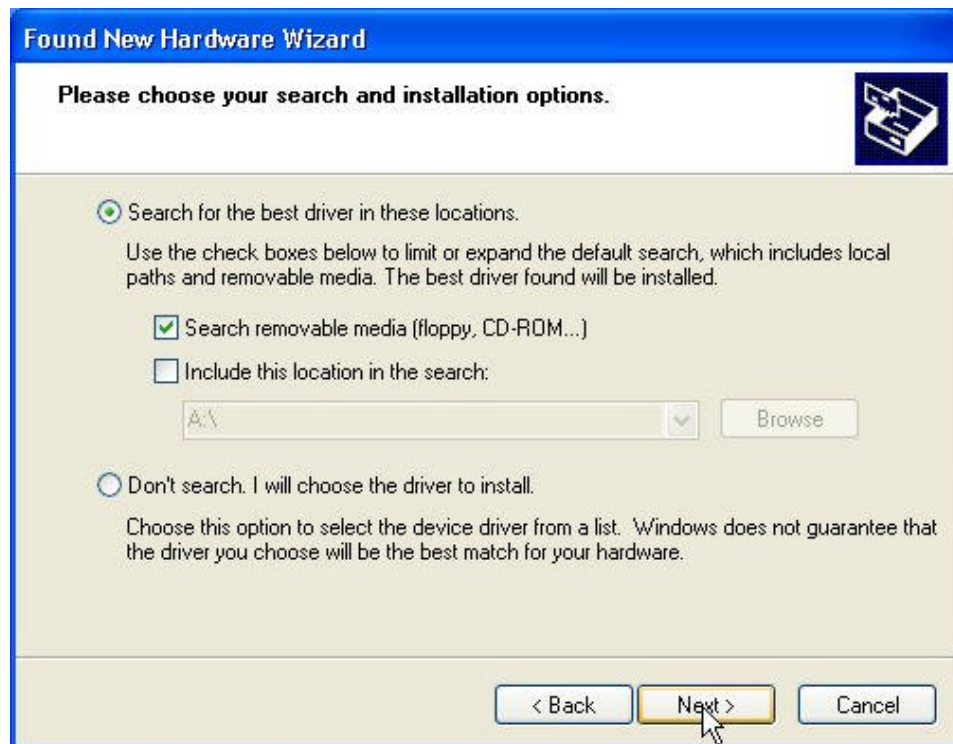 Found New Hardware Wizard
Please choose your search and installation options.
Search for the best driver in these locations.
Use the check boxes below to limit or expand the default search, which includes local
paths and removable media. The best driver found will be installed.
Search removable media (floppy, CD-ROM...)
Include this location in the search:
A:\
Browse
Don't search. I will choose the driver to install.
Choose this option to select the device driver from a list. Windows does not guarantee that
the driver you choose will be the best match for your hardware.
< Back
Next >
Cancel